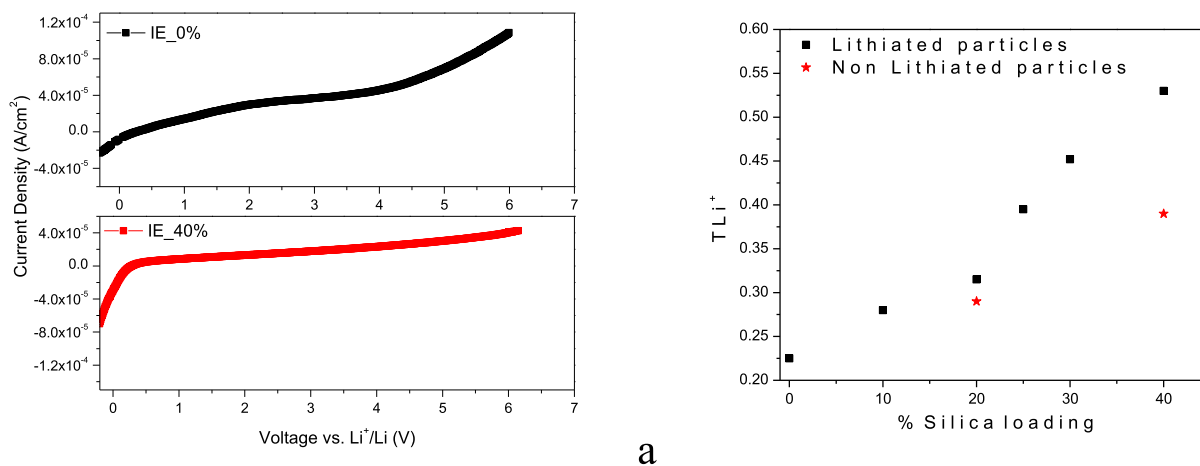 1.2x10⁻⁴
8.0x10⁻⁵
4.0x10⁻⁵
0.0
-4.0x10⁻⁵
IE_0%
0 1 2 3 4 5 6 7
4.0x10⁻⁵
0.0
-4.0x10⁻⁵
-8.0x10⁻⁵
-1.2x10⁻⁴
IE_40%
0 1 2 3 4 5 6 7
Current Density (A/cm²)
Voltage vs. Li⁺/Li (V)
a
Lithiated particles
Non Lithiated particles
0.60
0.55
0.50
0.45
0.40
0.35
0.30
0.25
0.20
TLi⁺
0 10 20 30 40
% Silica loading